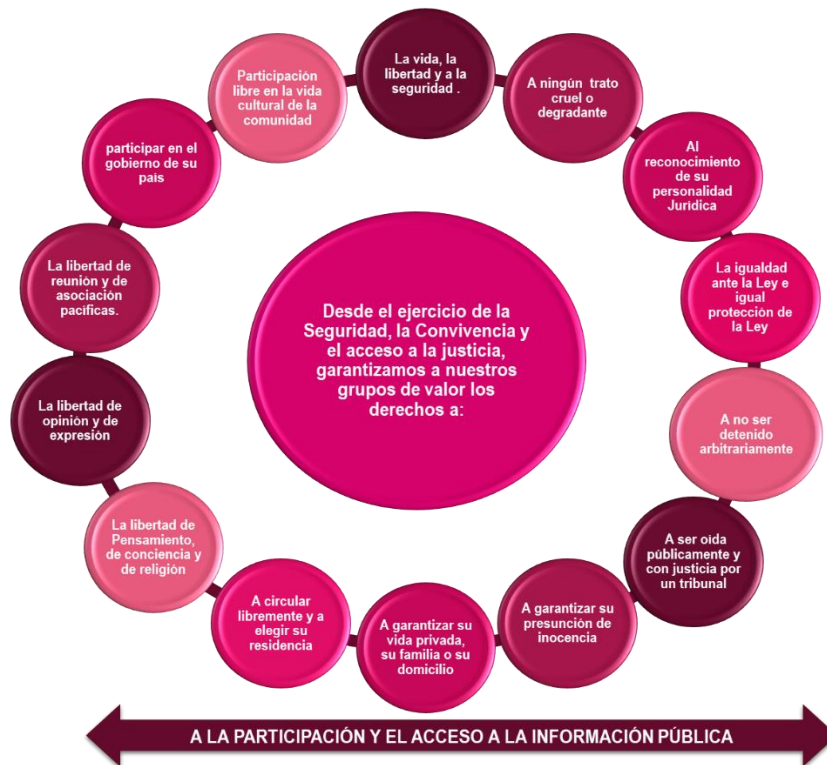 La vida, la
libertad y a la
seguridad .
A ningún trato
cruel o
degradante
Al
reconocimiento
de su
personalidad
Jurídica
La igualdad
ante la Ley e
igual
protección de
la Ley
A no ser
detenido
arbitrariamente
A ser oída
públicamente y
con justicia por
un tribunal
A garantizar su
presunción de
inocencia
A garantizar su
vida privada,
su familia o su
domicilio
A circular
libremente y a
elegir su
residencia
La libertad de
Pensamiento,
de conciencia y
de religión
La libertad de
opinión y de
expresión
La libertad de
reunión y de
asociación
pacíficas.
participar en el
gobierno de su
país
Participación
libre en la vida
cultural de la
comunidad
Desde el ejercicio de la
Seguridad, la Convivencia y
el acceso a la justicia,
garantizamos a nuestros
grupos de valor los
derechos a:
A LA PARTICIPACIÓN Y EL ACCESO A LA INFORMACIÓN PÚBLICA